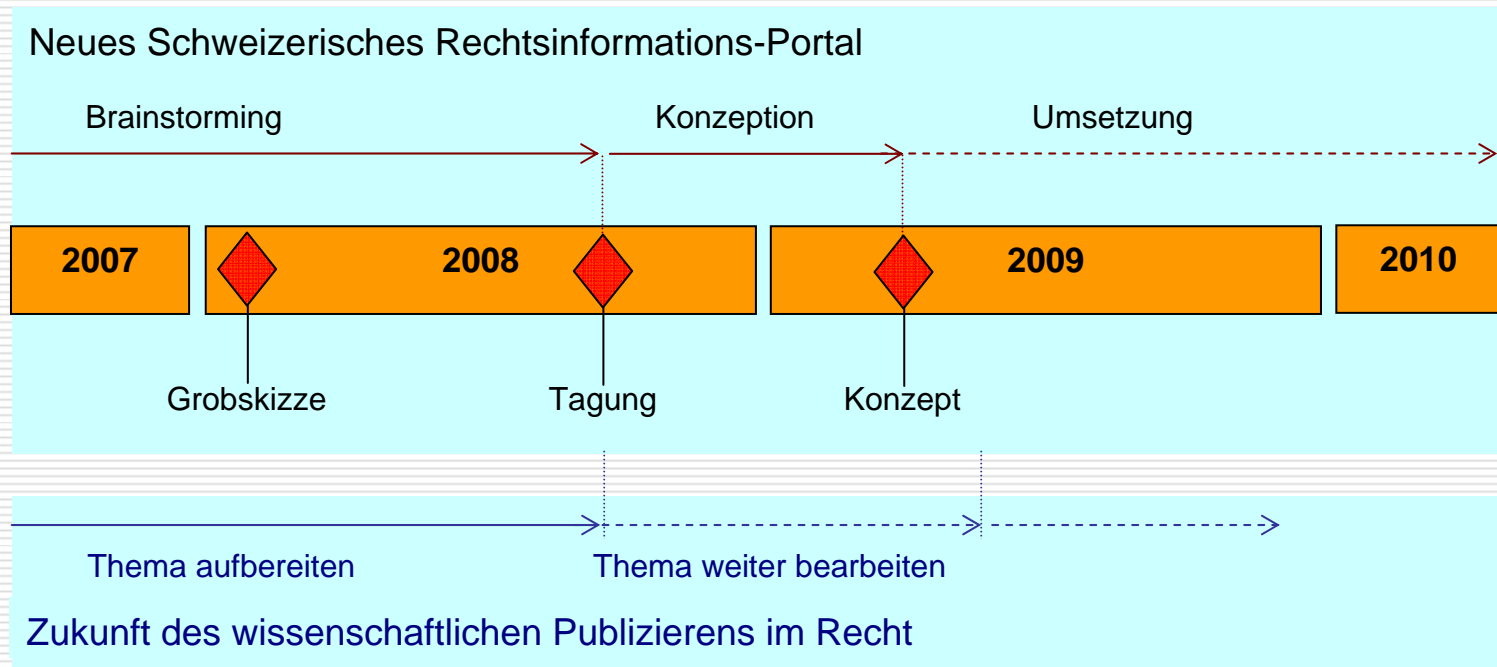 Neues Schweizerisches Rechtsinformations-Portal
Brainstorming Konzeption Umsetzung
2007 2008 2009 2010
Grobskizze Tagung Konzept
Thema aufbereiten Thema weiter bearbeiten
Zukunft des wissenschaftlichen Publizierens im Recht